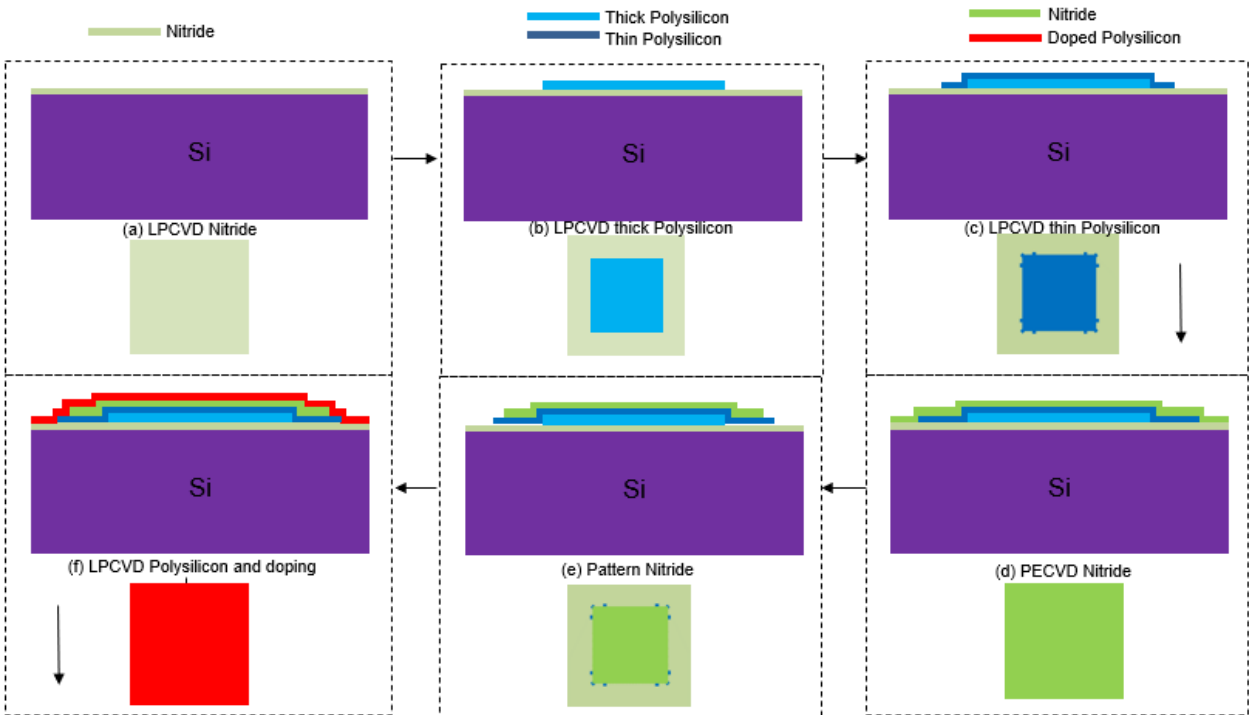 Nitride
Thick Polysilicon
Thin Polysilicon
Nitride
Doped Polysilicon
Si
(a) LPCVD Nitride
Si
(b) LPCVD thick Polysilicon
Si
(c) LPCVD thin Polysilicon
Si
(f) LPCVD Polysilicon and doping
Si
(e) Pattern Nitride
Si
(d) PECVD Nitride